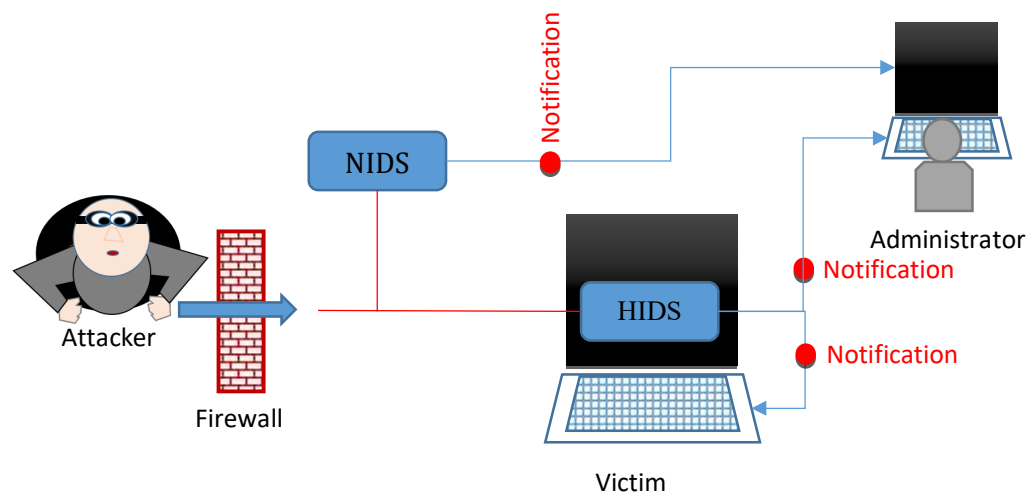 Notification
NIDS
Administrator
Notification
HIDS
Attacker
Notification
Firewall
Victim